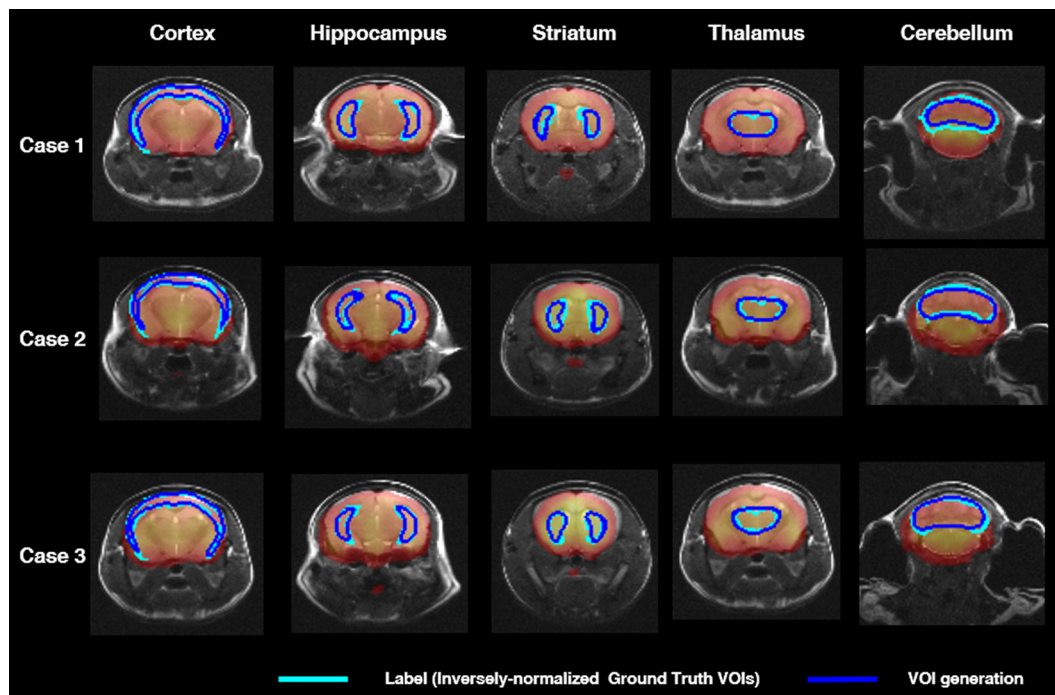 Cortex Hippocampus Striatum Thalamus Cerebellum
Case 1
Case 2
Case 3
Label (Inversely-normalized Ground Truth VOIs) VOI generation